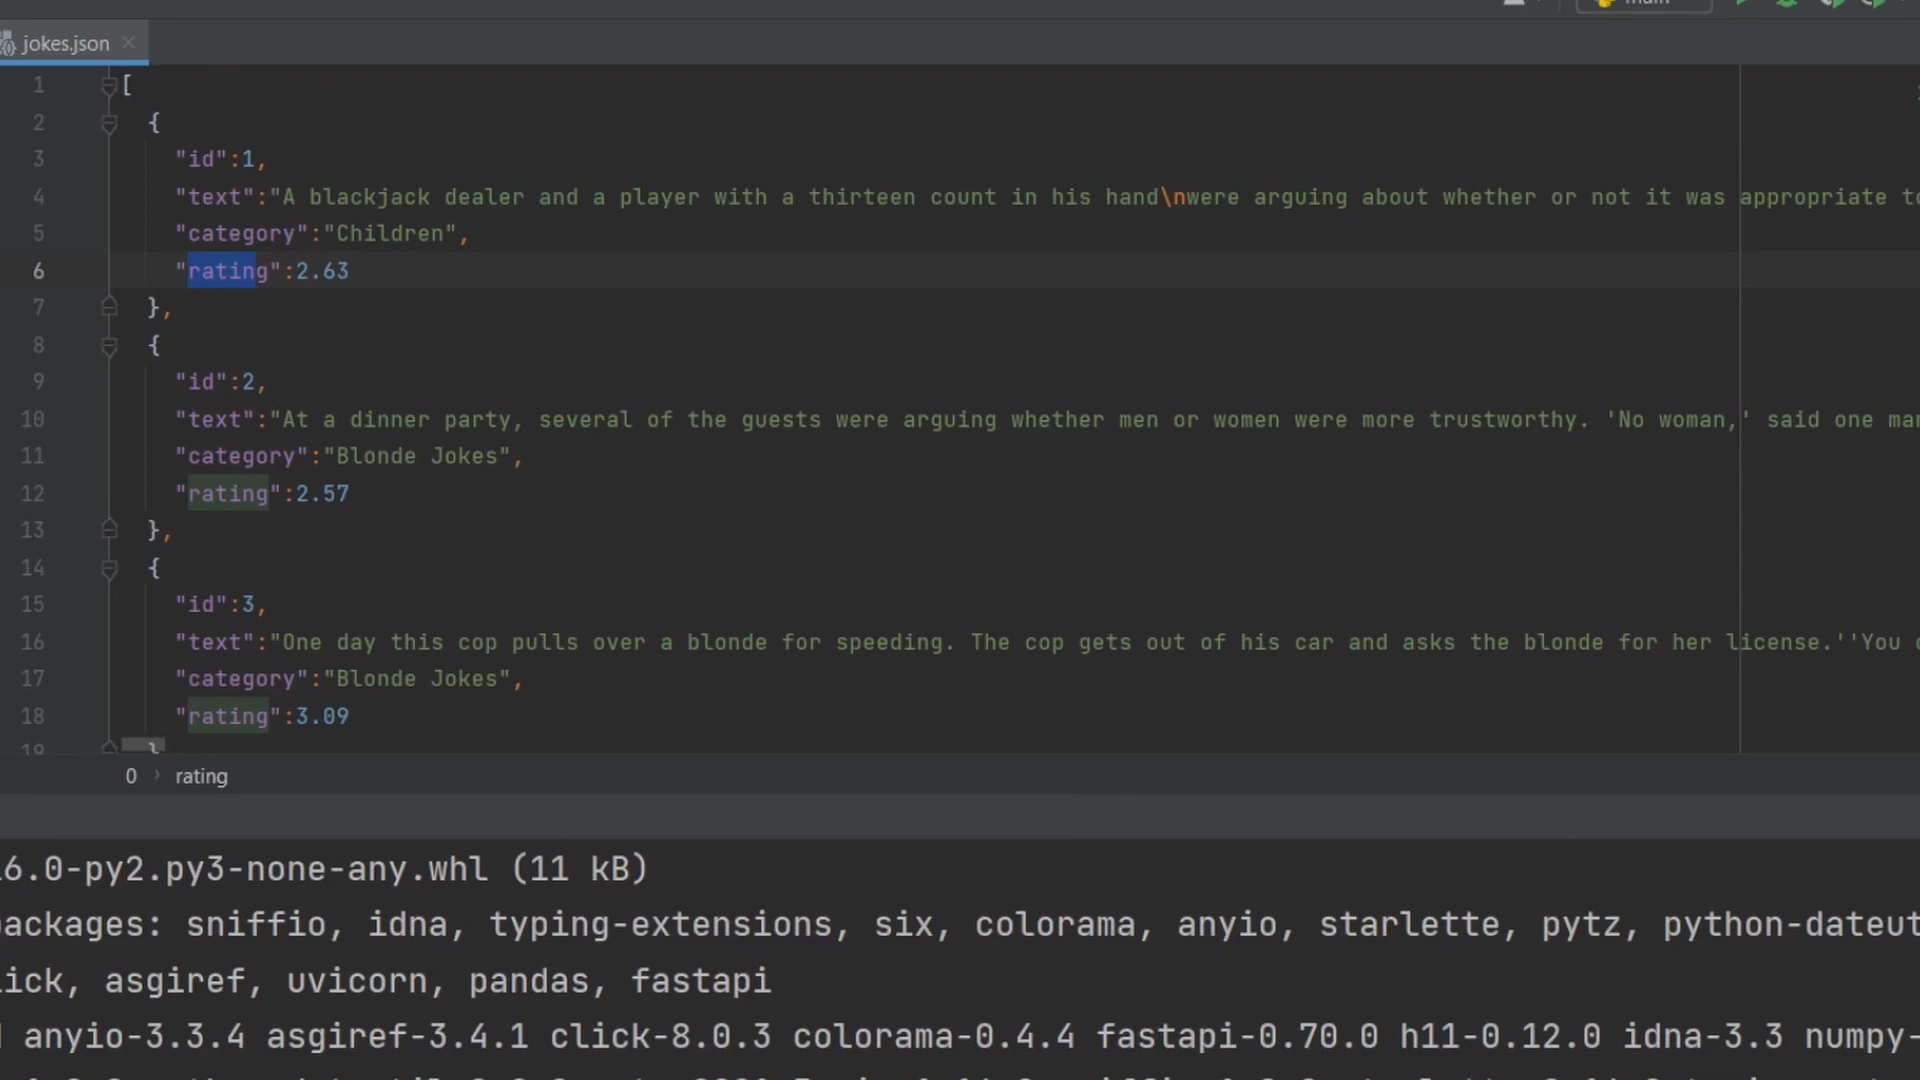 main
jokes.json
1 [
2 {
3 "id":1,
4 "text":"A blackjack dealer and a player with a thirteen count in his hand\nwere arguing about whether or not it was appropriate
5 "category":"Children",
6 "rating":2.63
7 },
8 {
9 "id":2,
10 "text":"At a dinner party, several of the guests were arguing whether men or women were more trustworthy. 'No woman,' said one man
11 "category":"Blonde Jokes",
12 "rating":2.57
13 },
14 {
15 "id":3,
16 "text":"One day this cop pulls over a blonde for speeding. The cop gets out of his car and asks the blonde for her license.''You
17 "category":"Blonde Jokes",
18 "rating":3.09
19 }
0 › rating
6.0-py2.py3-none-any.whl (11 kB)
packages: sniffio, idna, typing-extensions, six, colorama, anyio, starlette, pytz, python-dateut
lick, asgiref, uvicorn, pandas, fastapi
anyio-3.3.4 asgiref-3.4.1 click-8.0.3 colorama-0.4.4 fastapi-0.70.0 h11-0.12.0 idna-3.3 numpy-